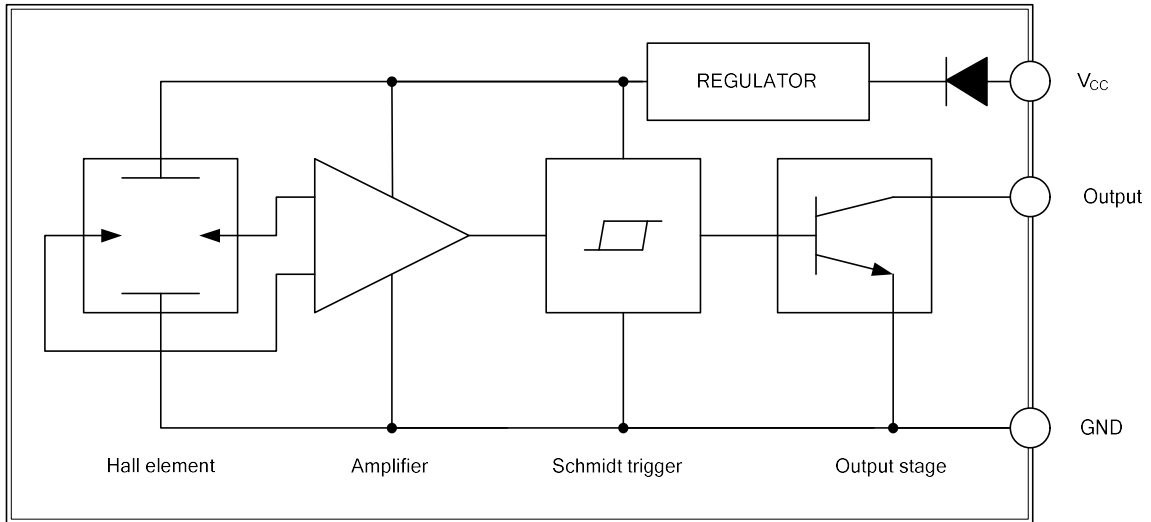 REGULATOR
VCC
Output
GND
Hall element
Amplifier
Schmidt trigger
Output stage